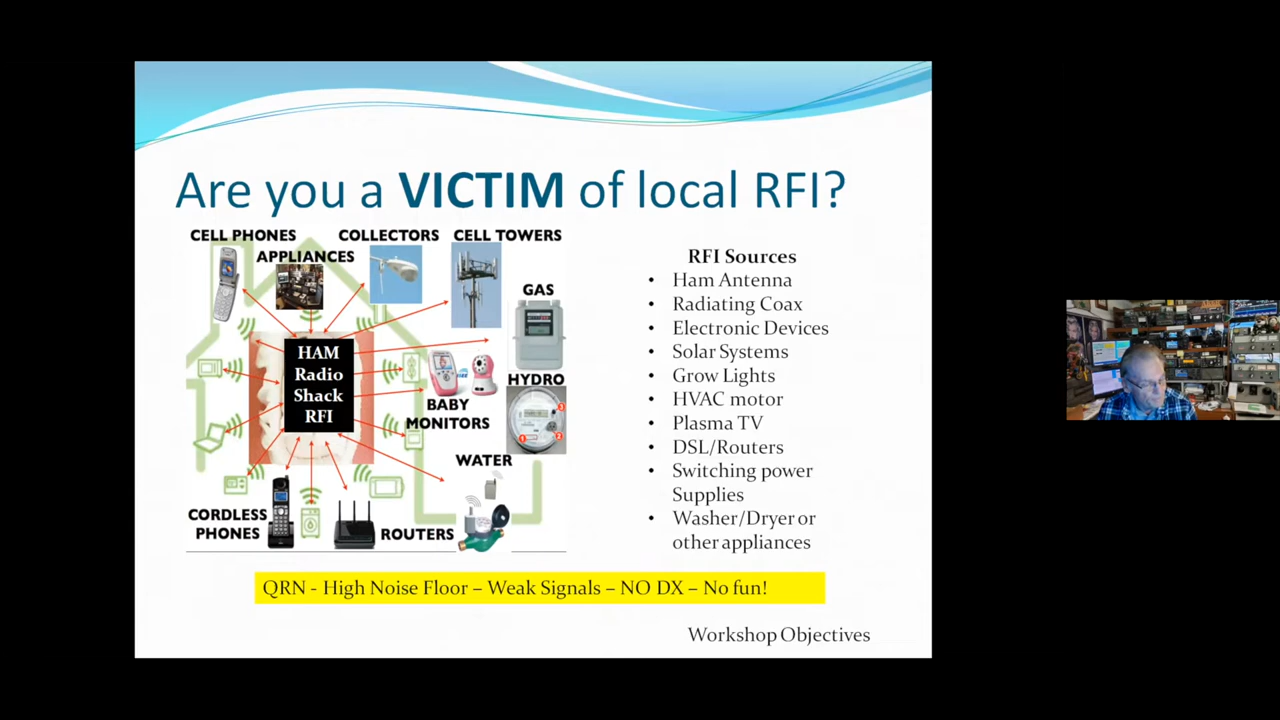 Are you a VICTIM of local RFI?
CELL PHONES
COLLECTORS
CELL TOWERS
APPLIANCES
GAS
HAM
Radio
Shack
RFI
HYDRO
BABY
MONITORS
WATER
CORDLESS
PHONES
ROUTERS
RFI Sources
• Ham Antenna
• Radiating Coax
• Electronic Devices
• Solar Systems
• Grow Lights
• HVAC motor
• Plasma TV
• DSL/Routers
• Switching power
Supplies
• Washer/Dryer or
other appliances
QRN - High Noise Floor – Weak Signals – NO DX – No fun!
Workshop Objectives